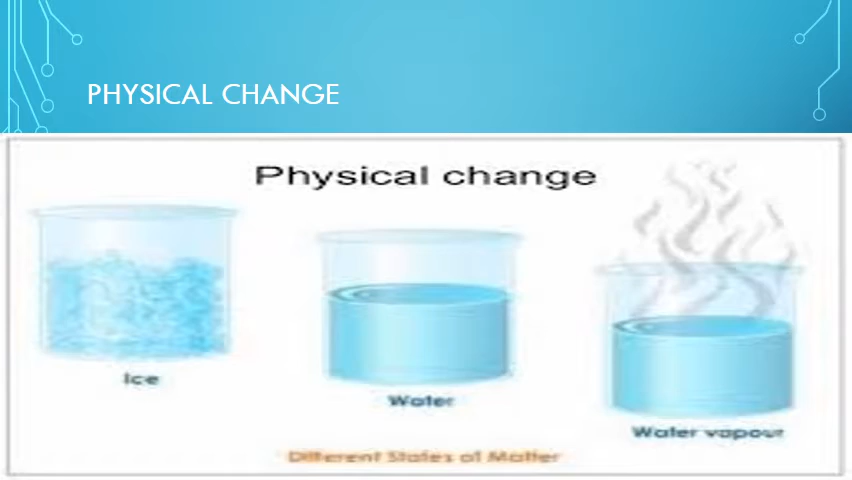 PHYSICAL CHANGE
Physical change
Ice
Water
Water vapour
Different States of Matter